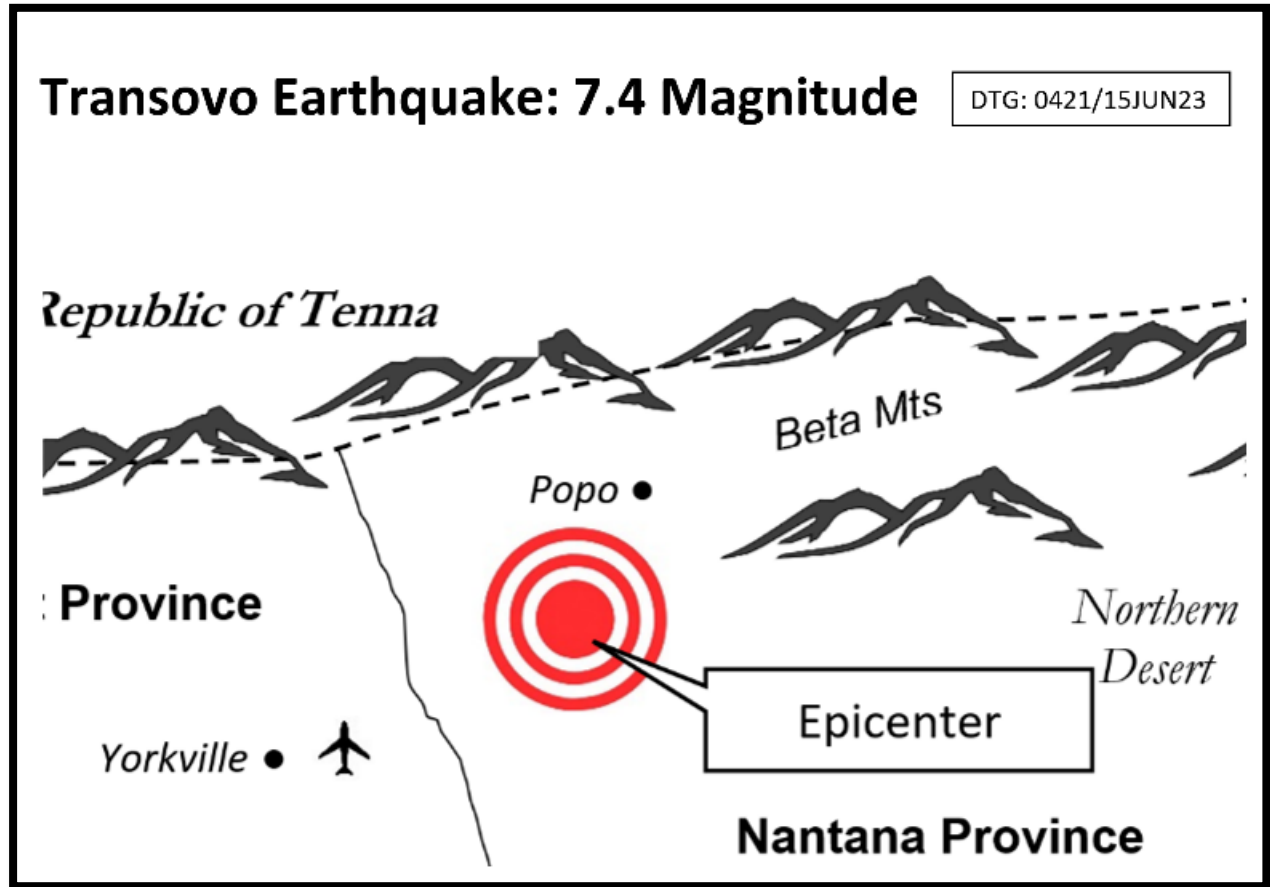 Transovo Earthquake: 7.4 Magnitude
DTG: 0421/15JUN23
Republic of Tenna
Beta Mts
Popo
Province
Northern
Desert
Epicenter
Yorkville
Nantana Province